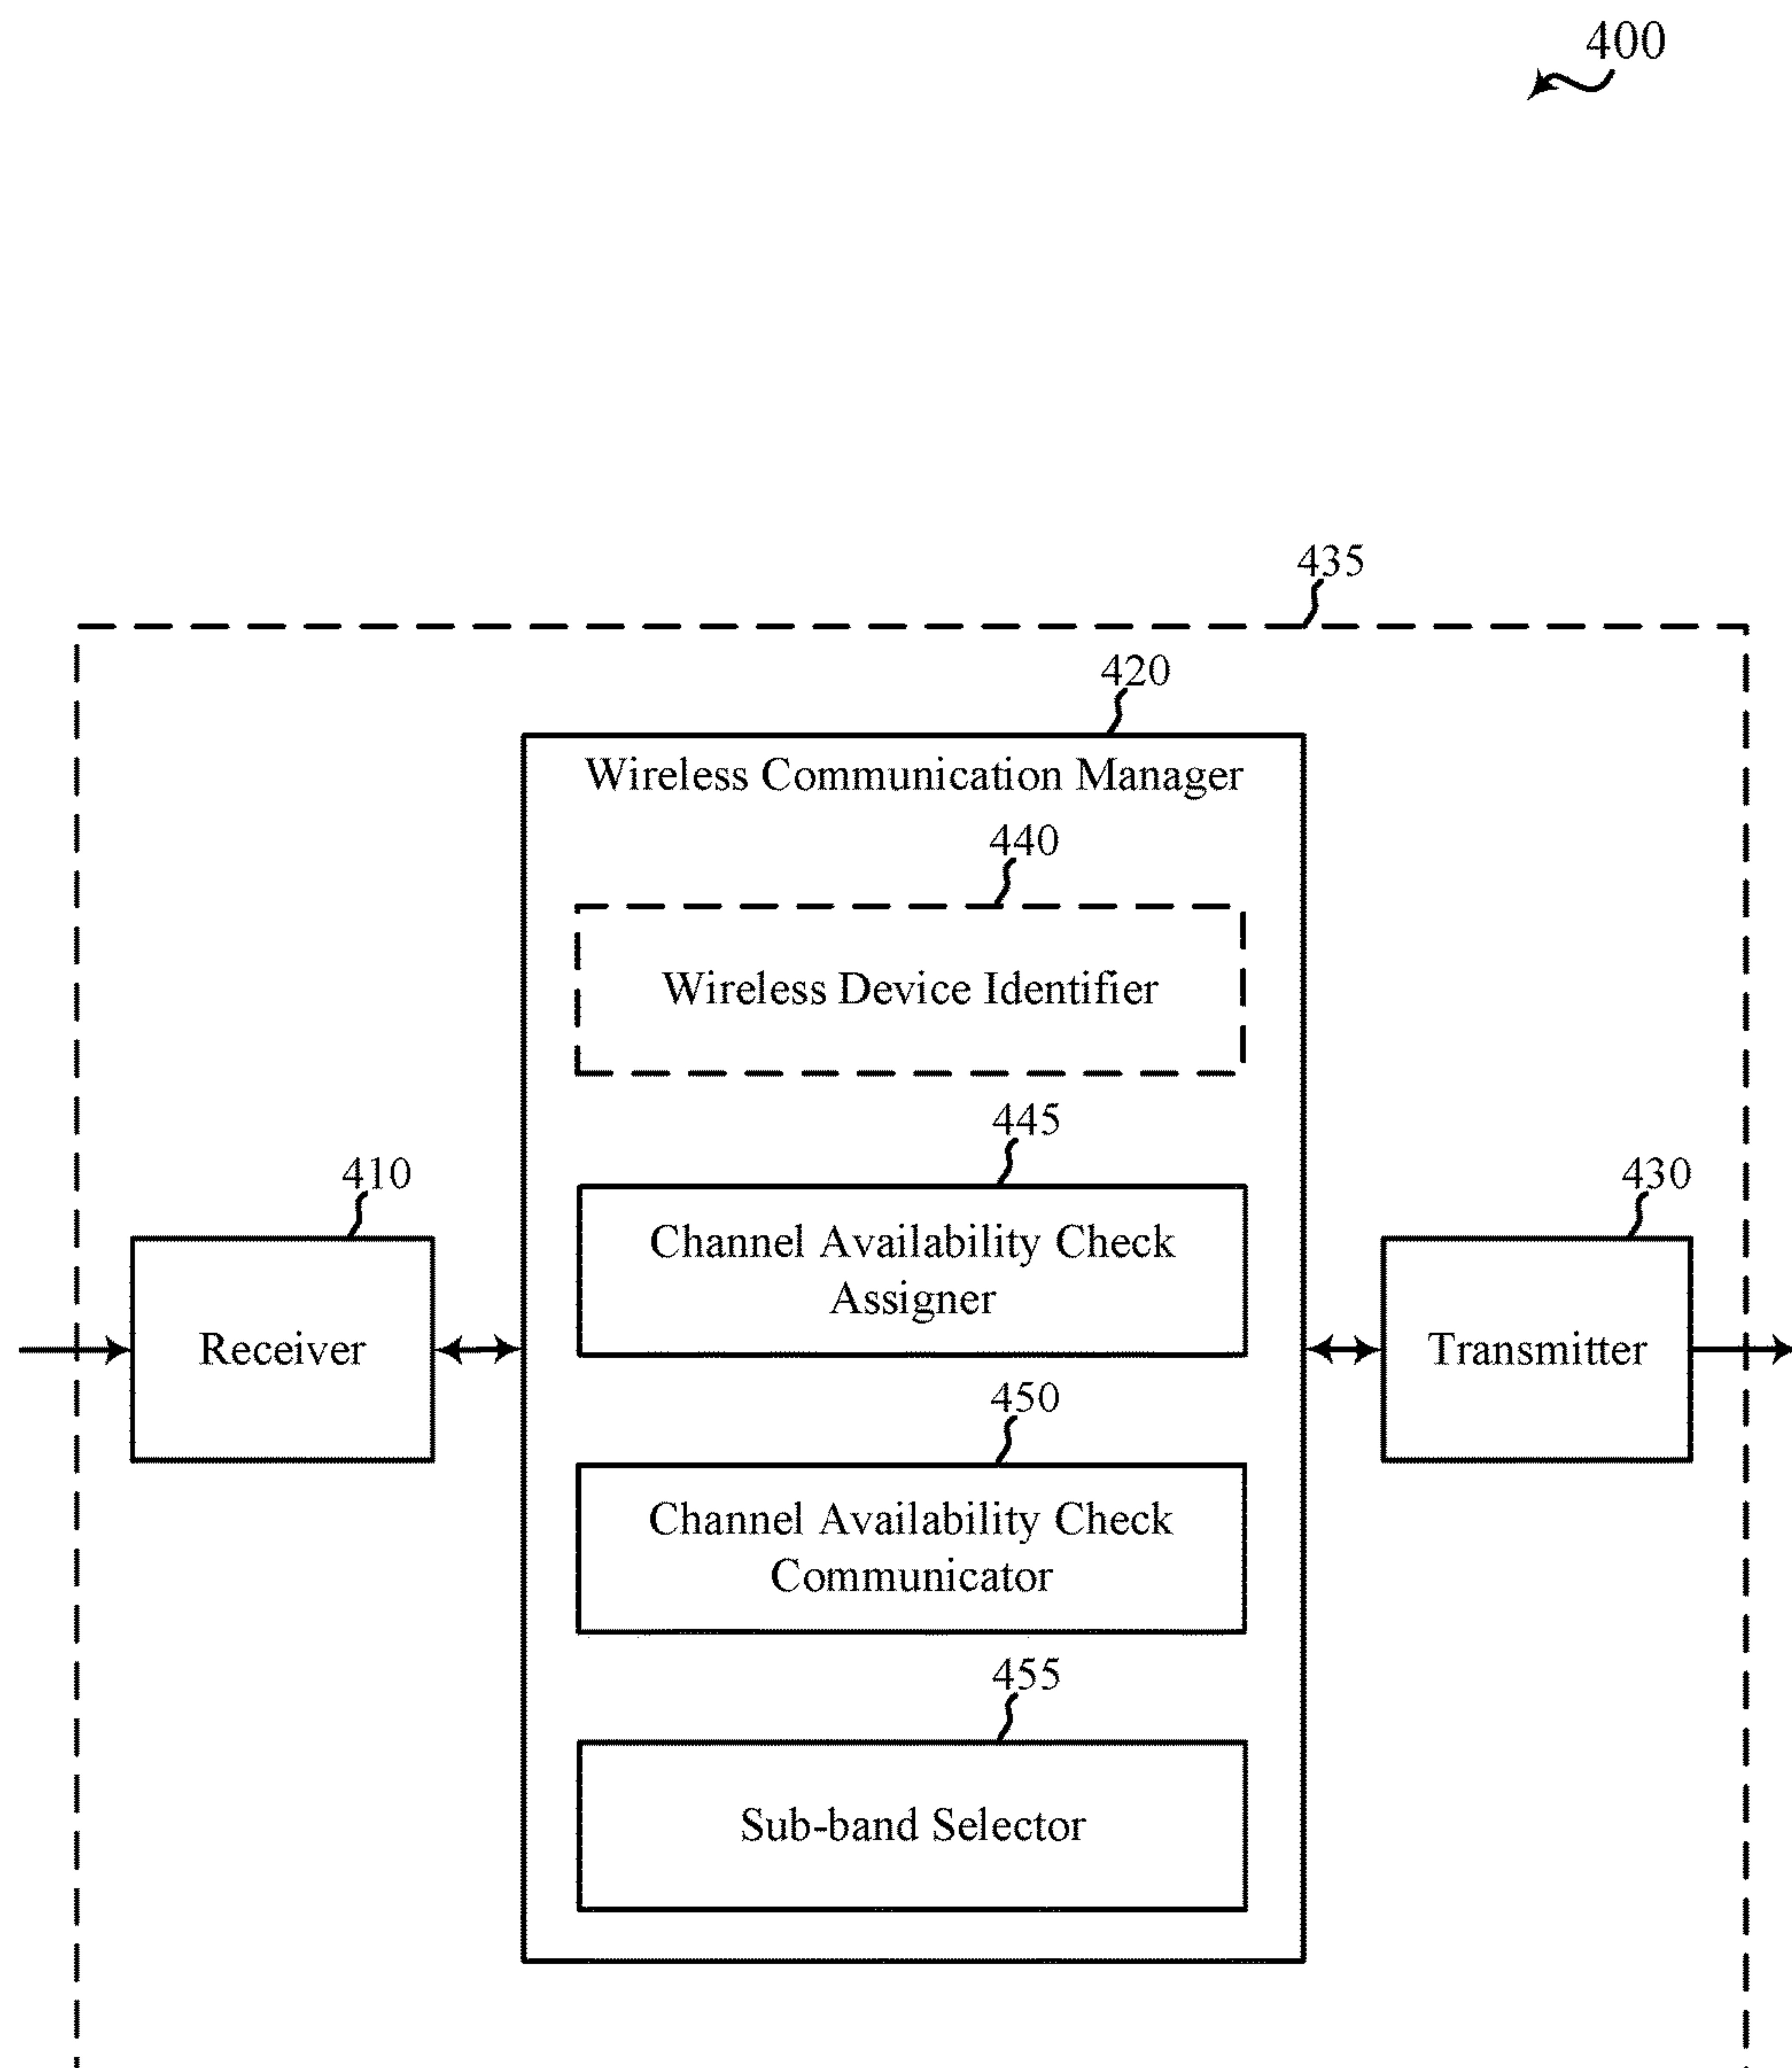 400
435
420
Wireless Communication Manager
440
Wireless Device Identifier
445
410
430
Channel Availability Check
Assigner
Receiver
Transmitter
450
Channel Availability Check
Communicator
455
Sub-band Selector